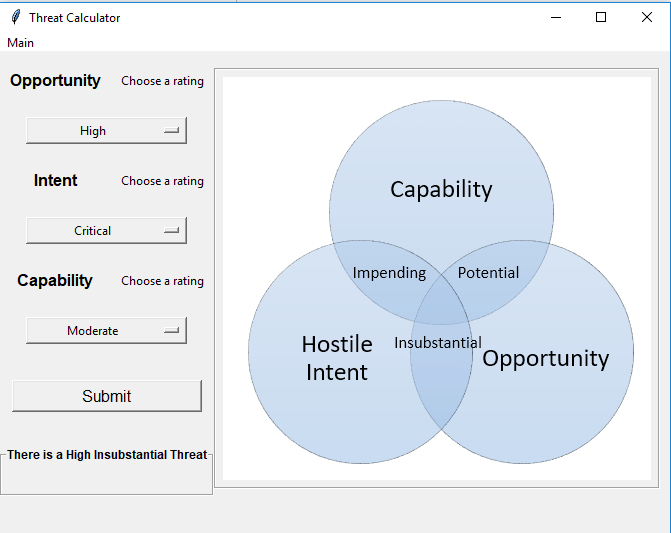 Threat Calculator
Main
Opportunity
Choose a rating
High
Intent
Choose a rating
Critical
Capability
Choose a rating
Moderate
Submit
There is a High Insubstantial Threat
Capability
Impending
Potential
Insubstantial
Hostile
Intent
Opportunity